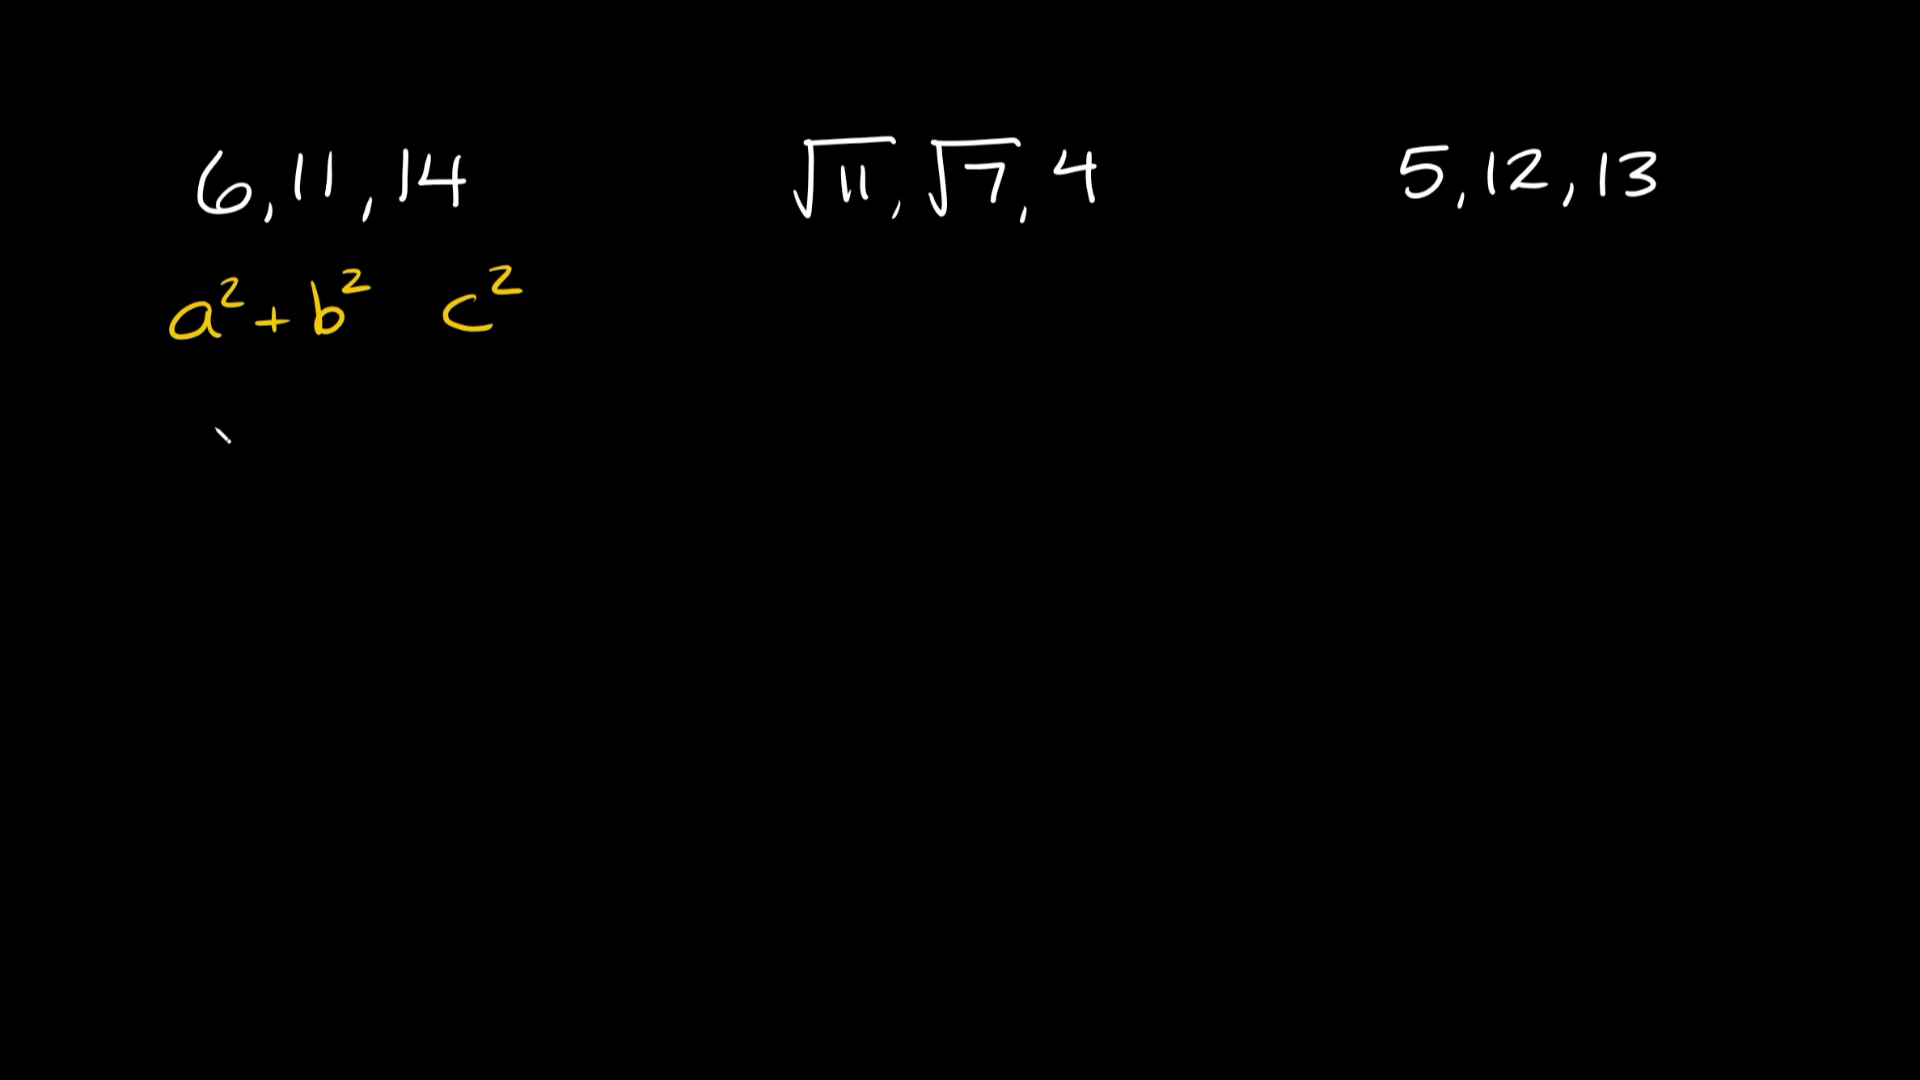 6, 11, 14
√11, √7, 4
5, 12, 13
a² + b² c²